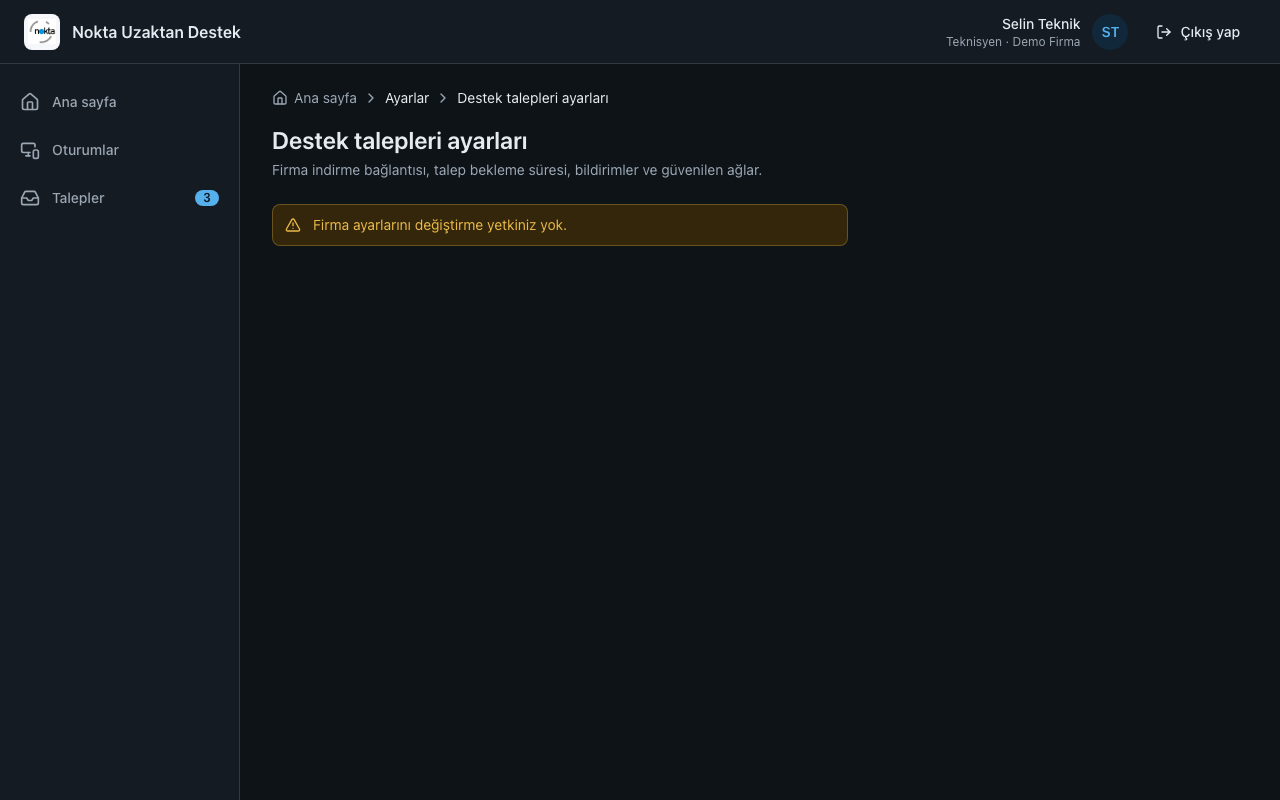 nokta
Nokta Uzaktan Destek
Selin Teknik
Teknisyen · Demo Firma
ST
Çıkış yap
Ana sayfa
Oturumlar
Talepler
3
Ana sayfa
Ayarlar
Destek talepleri ayarları
Destek talepleri ayarları
Firma indirme bağlantısı, talep bekleme süresi, bildirimler ve güvenilen ağlar.
Firma ayarlarını değiştirme yetkiniz yok.